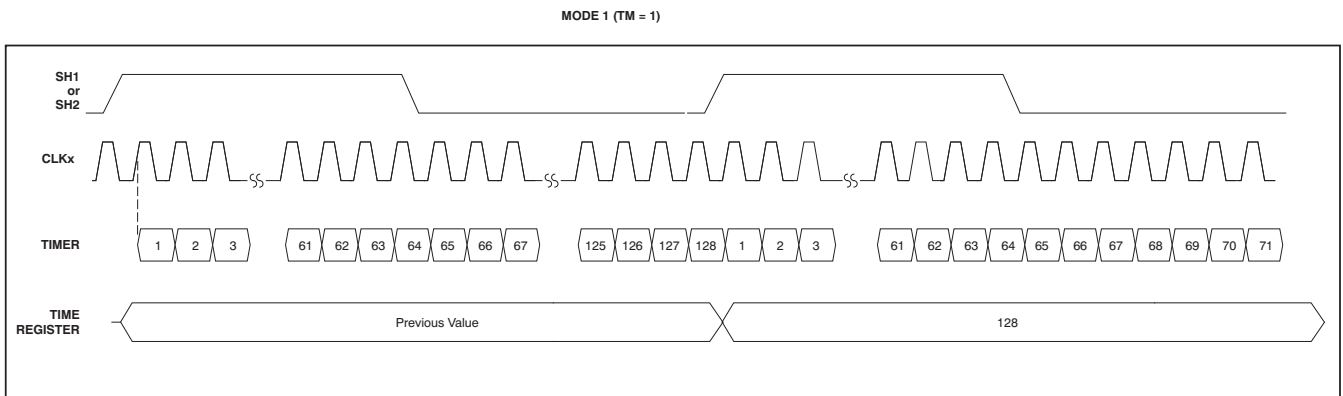 MODE 1 (TM = 1)
SH1
or
SH2
CLKx
TIMER
1 2 3 61 62 63 64 65 66 67 125 126 127 128 1 2 3 61 62 63 64 65 66 67 68 69 70 71
TIME
REGISTER
Previous Value 128